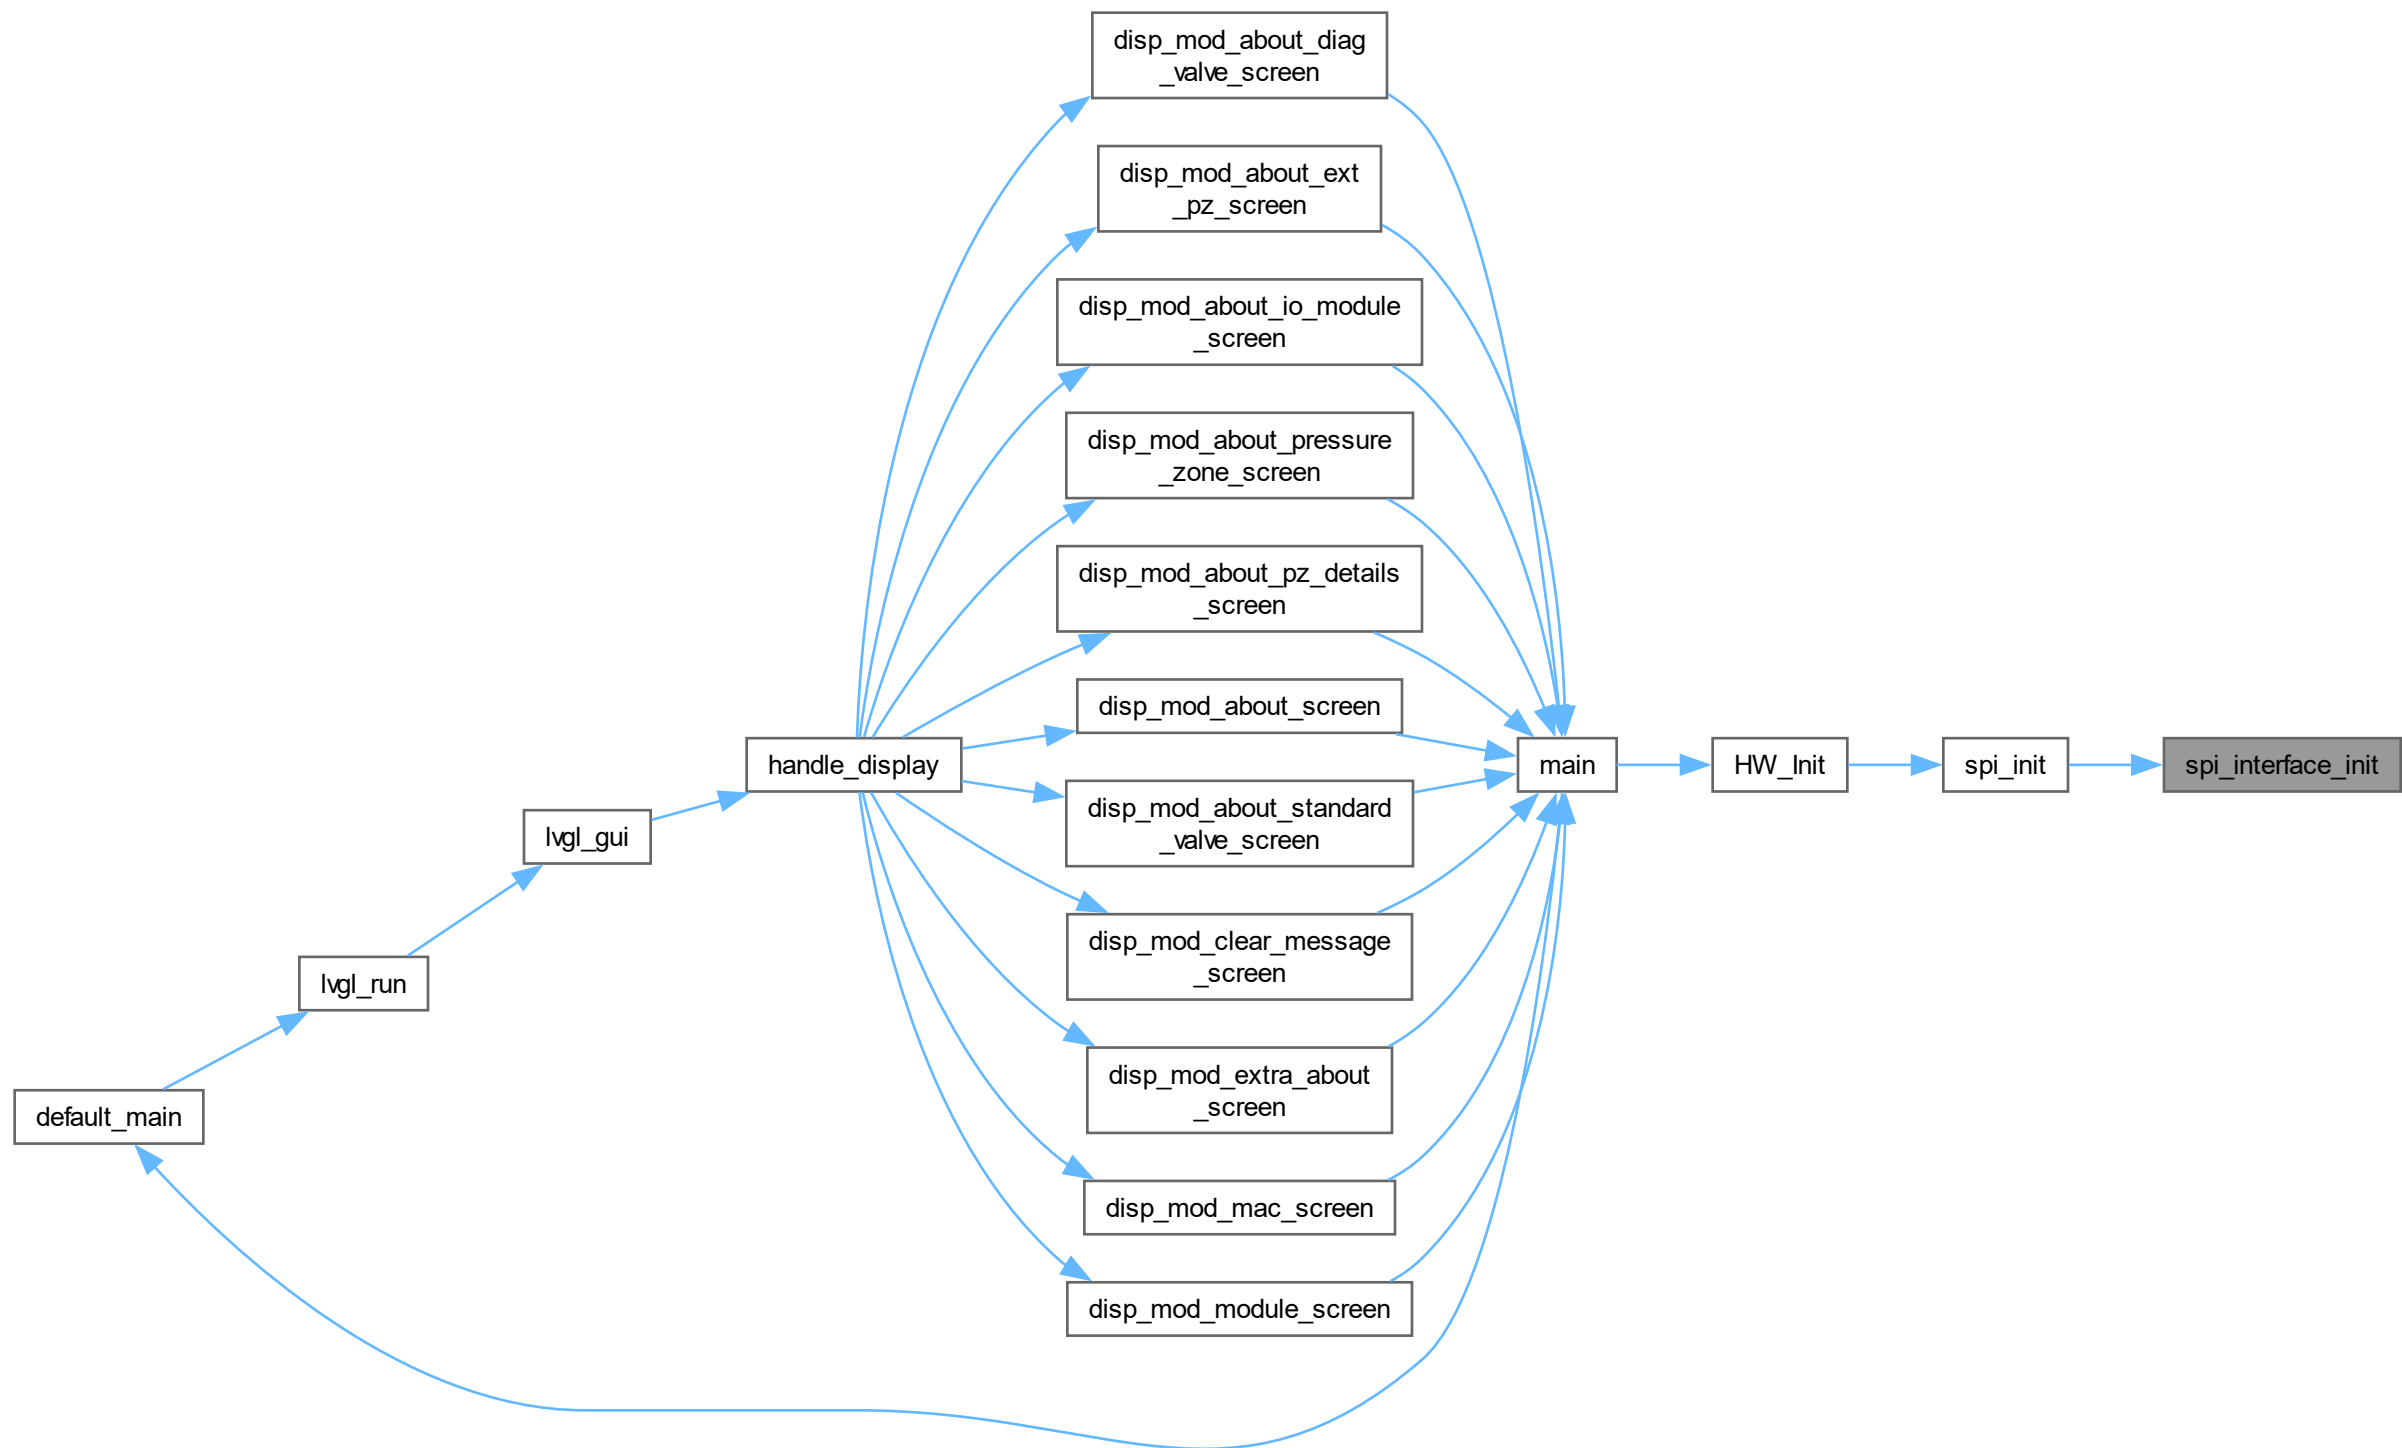 disp_mod_about_diag
_valve_screen
disp_mod_about_ext
_pz_screen
disp_mod_about_io_module
_screen
disp_mod_about_pressure
_zone_screen
disp_mod_about_pz_details
_screen
disp_mod_about_screen
handle_display
main
HW_Init
spi_init
spi_interface_init
lvgl_gui
disp_mod_about_standard
_valve_screen
disp_mod_clear_message
_screen
lvgl_run
disp_mod_extra_about
_screen
default_main
disp_mod_mac_screen
disp_mod_module_screen